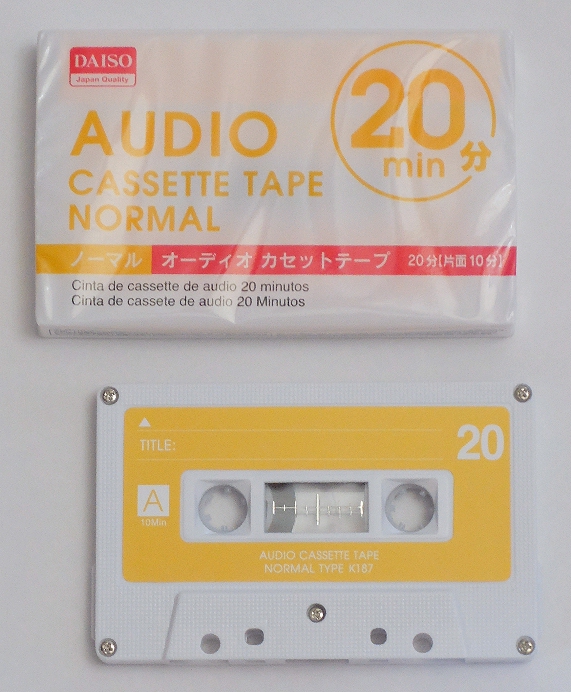 DAISO
Japan Quality
20
min 分
AUDIO
CASSETTE TAPE
NORMAL
ノーマル オーディオ カセットテープ 20分[片面10分]
Cinta de cassette de audio 20 minutos
Cinta de cassete de audio 20 Minutos
TITLE:
20
A
10Min
AUDIO CASSETTE TAPE
NORMAL TYPE K187